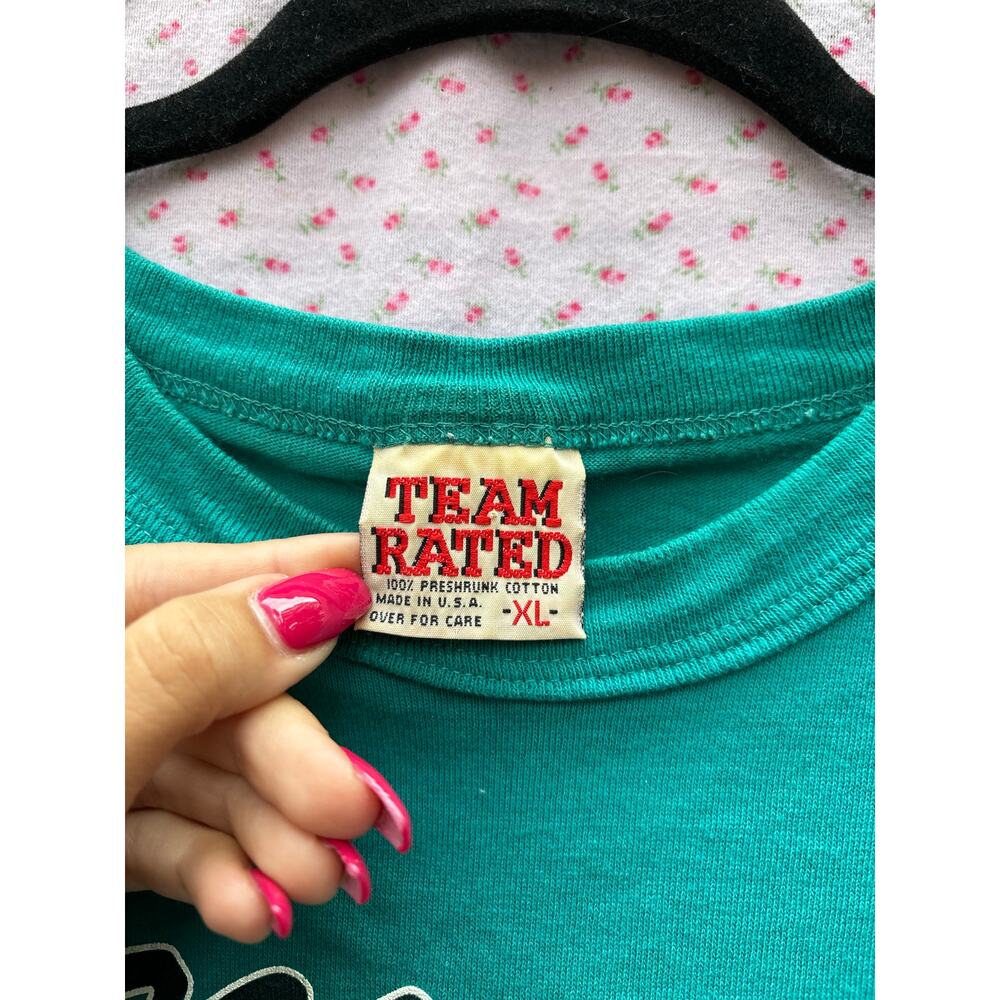 TEAM
RATED
100% PRESHRUNK COTTON
MADE IN U.S.A.
OVER FOR CARE -XL-